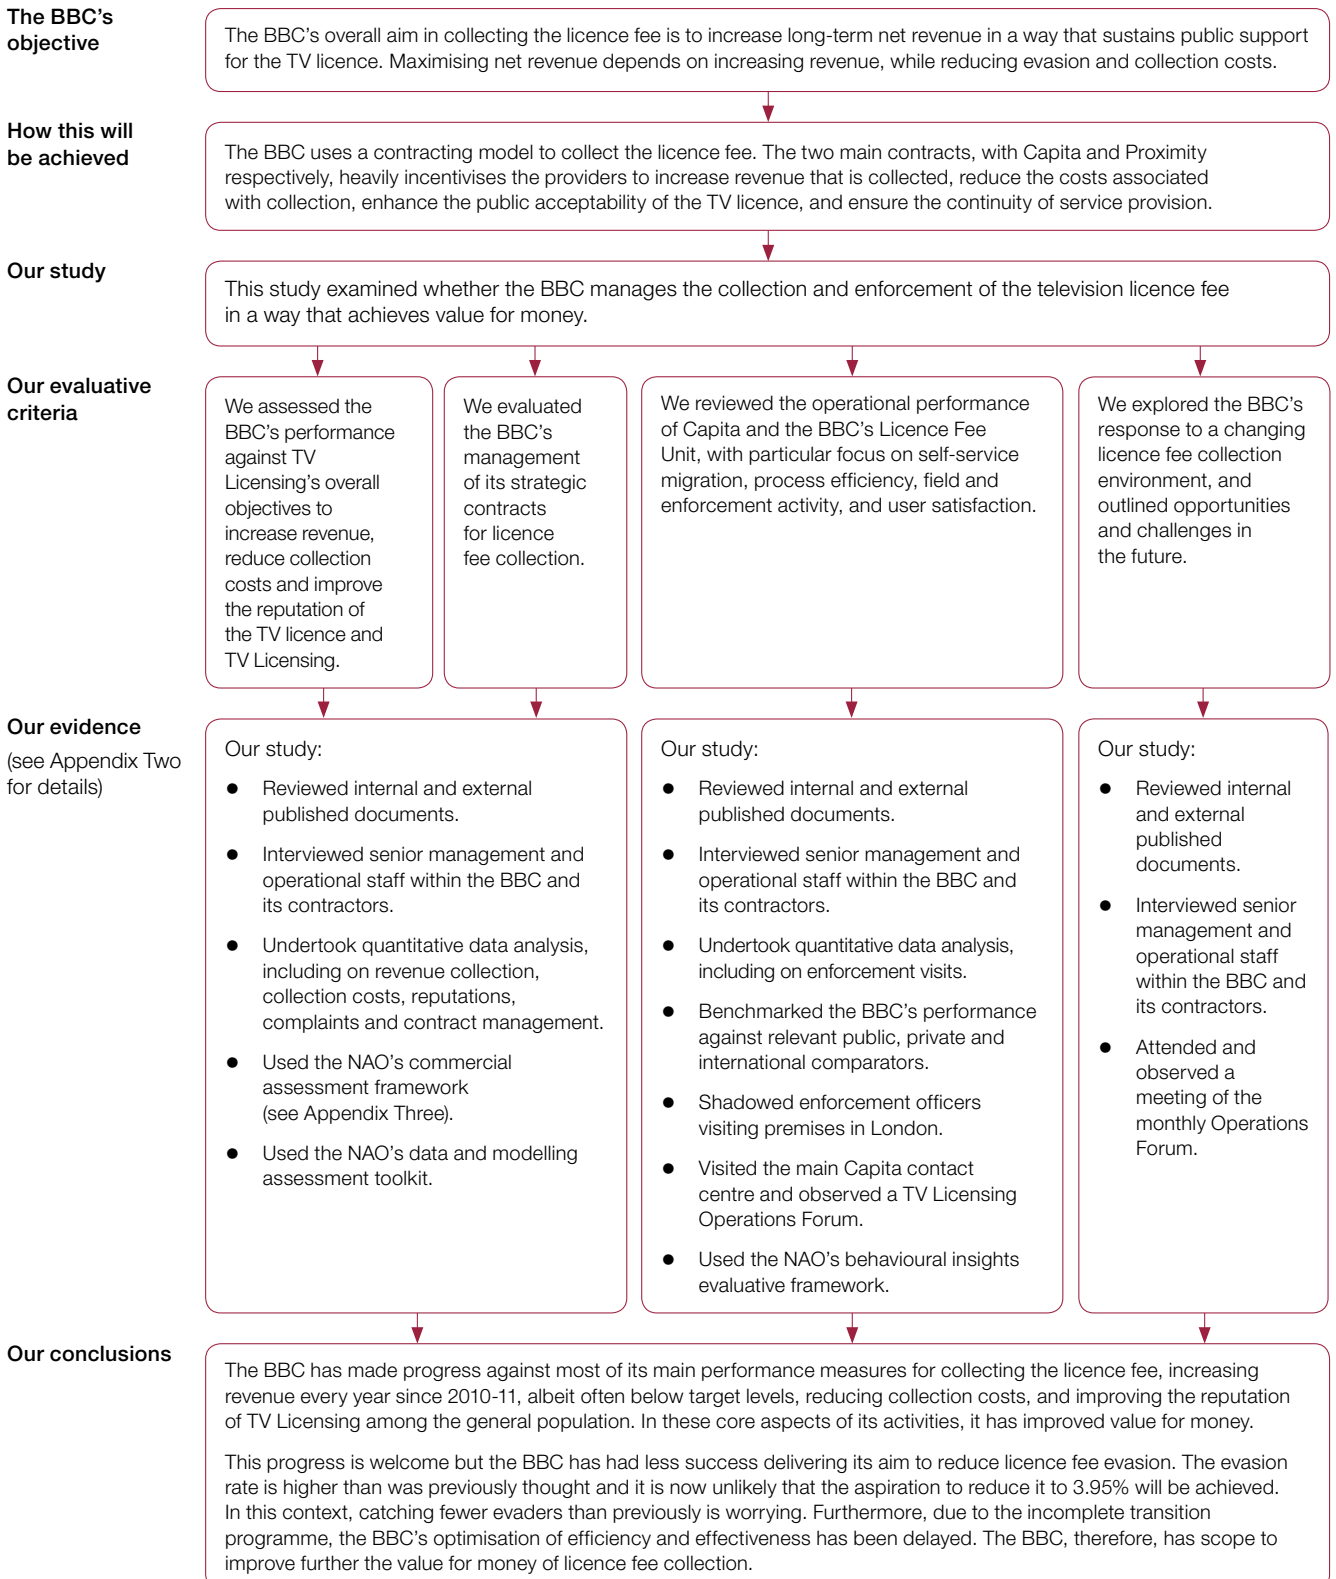 The BBC's
objective
The BBC's overall aim in collecting the licence fee is to increase long-term net revenue in a way that sustains public support
for the TV licence. Maximising net revenue depends on increasing revenue, while reducing evasion and collection costs.
How this will
be achieved
The BBC uses a contracting model to collect the licence fee. The two main contracts, with Capita and Proximity
respectively, heavily incentivises the providers to increase revenue that is collected, reduce the costs associated
with collection, enhance the public acceptability of the TV licence, and ensure the continuity of service provision.
Our study
This study examined whether the BBC manages the collection and enforcement of the television licence fee
in a way that achieves value for money.
Our evaluative
criteria
We assessed the
BBC's performance
against TV
Licensing's overall
objectives to
increase revenue,
reduce collection
costs and improve
the reputation of
the TV licence and
TV Licensing.
We evaluated
the BBC's
management
of its strategic
contracts
for licence
fee collection.
We reviewed the operational performance
of Capita and the BBC's Licence Fee
Unit, with particular focus on self-service
migration, process efficiency, field and
enforcement activity, and user satisfaction.
We explored the BBC's
response to a changing
licence fee collection
environment, and
outlined opportunities
and challenges in
the future.
Our evidence
(see Appendix Two
for details)
Our study:
● Reviewed internal and external
published documents.
● Interviewed senior management and
operational staff within the BBC and
its contractors.
● Undertook quantitative data analysis,
including on revenue collection,
collection costs, reputations,
complaints and contract management.
● Used the NAO's commercial
assessment framework
(see Appendix Three).
● Used the NAO's data and modelling
assessment toolkit.
Our study:
● Reviewed internal and external
published documents.
● Interviewed senior management and
operational staff within the BBC and
its contractors.
● Undertook quantitative data analysis,
including on enforcement visits.
● Benchmarked the BBC's performance
against relevant public, private and
international comparators.
● Shadowed enforcement officers
visiting premises in London.
● Visited the main Capita contact
centre and observed a TV Licensing
Operations Forum.
● Used the NAO's behavioural insights
evaluative framework.
Our study:
● Reviewed internal
and external
published
documents.
● Interviewed senior
management and
operational staff
within the BBC and
its contractors.
● Attended and
observed a
meeting of the
monthly Operations
Forum.
Our conclusions
The BBC has made progress against most of its main performance measures for collecting the licence fee, increasing
revenue every year since 2010-11, albeit often below target levels, reducing collection costs, and improving the reputation
of TV Licensing among the general population. In these core aspects of its activities, it has improved value for money.
This progress is welcome but the BBC has had less success delivering its aim to reduce licence fee evasion. The evasion
rate is higher than was previously thought and it is now unlikely that the aspiration to reduce it to 3.95% will be achieved.
In this context, catching fewer evaders than previously is worrying. Furthermore, due to the incomplete transition
programme, the BBC's optimisation of efficiency and effectiveness has been delayed. The BBC, therefore, has scope to
improve further the value for money of licence fee collection.